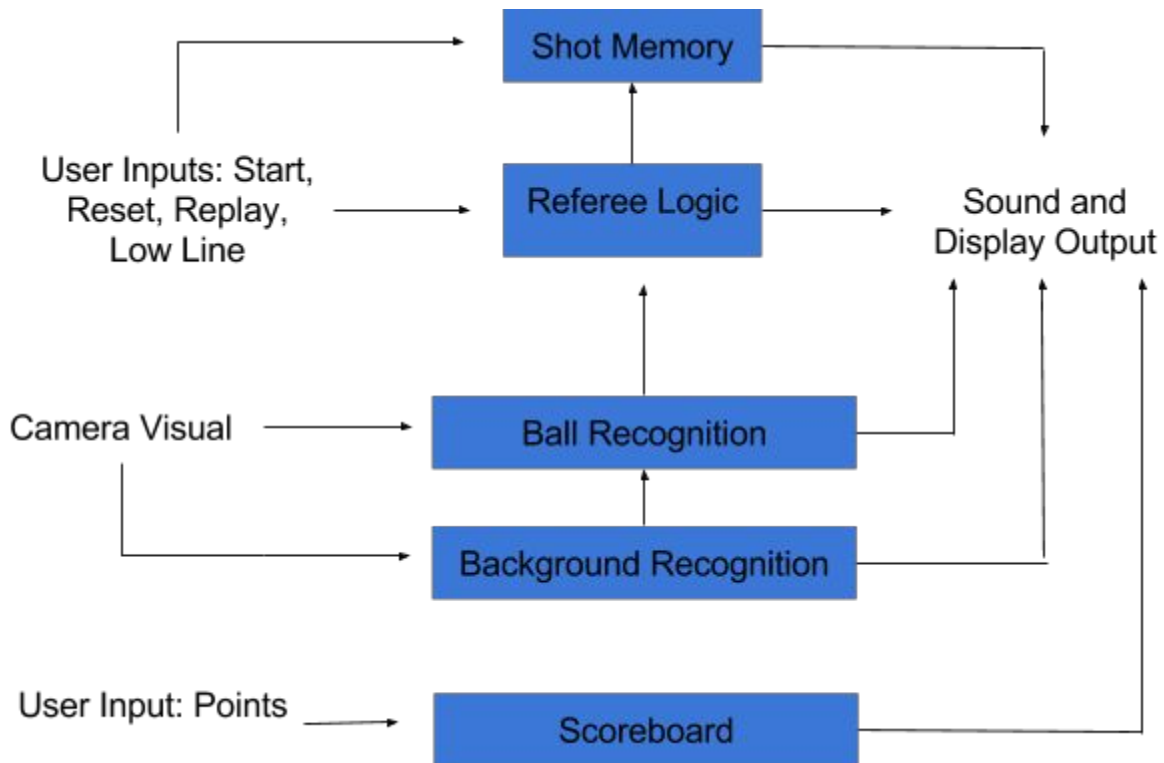 Shot Memory
User Inputs: Start,
Reset, Replay,
Low Line
Referee Logic
Sound and
Display Output
Camera Visual
Ball Recognition
Background Recognition
User Input: Points
Scoreboard